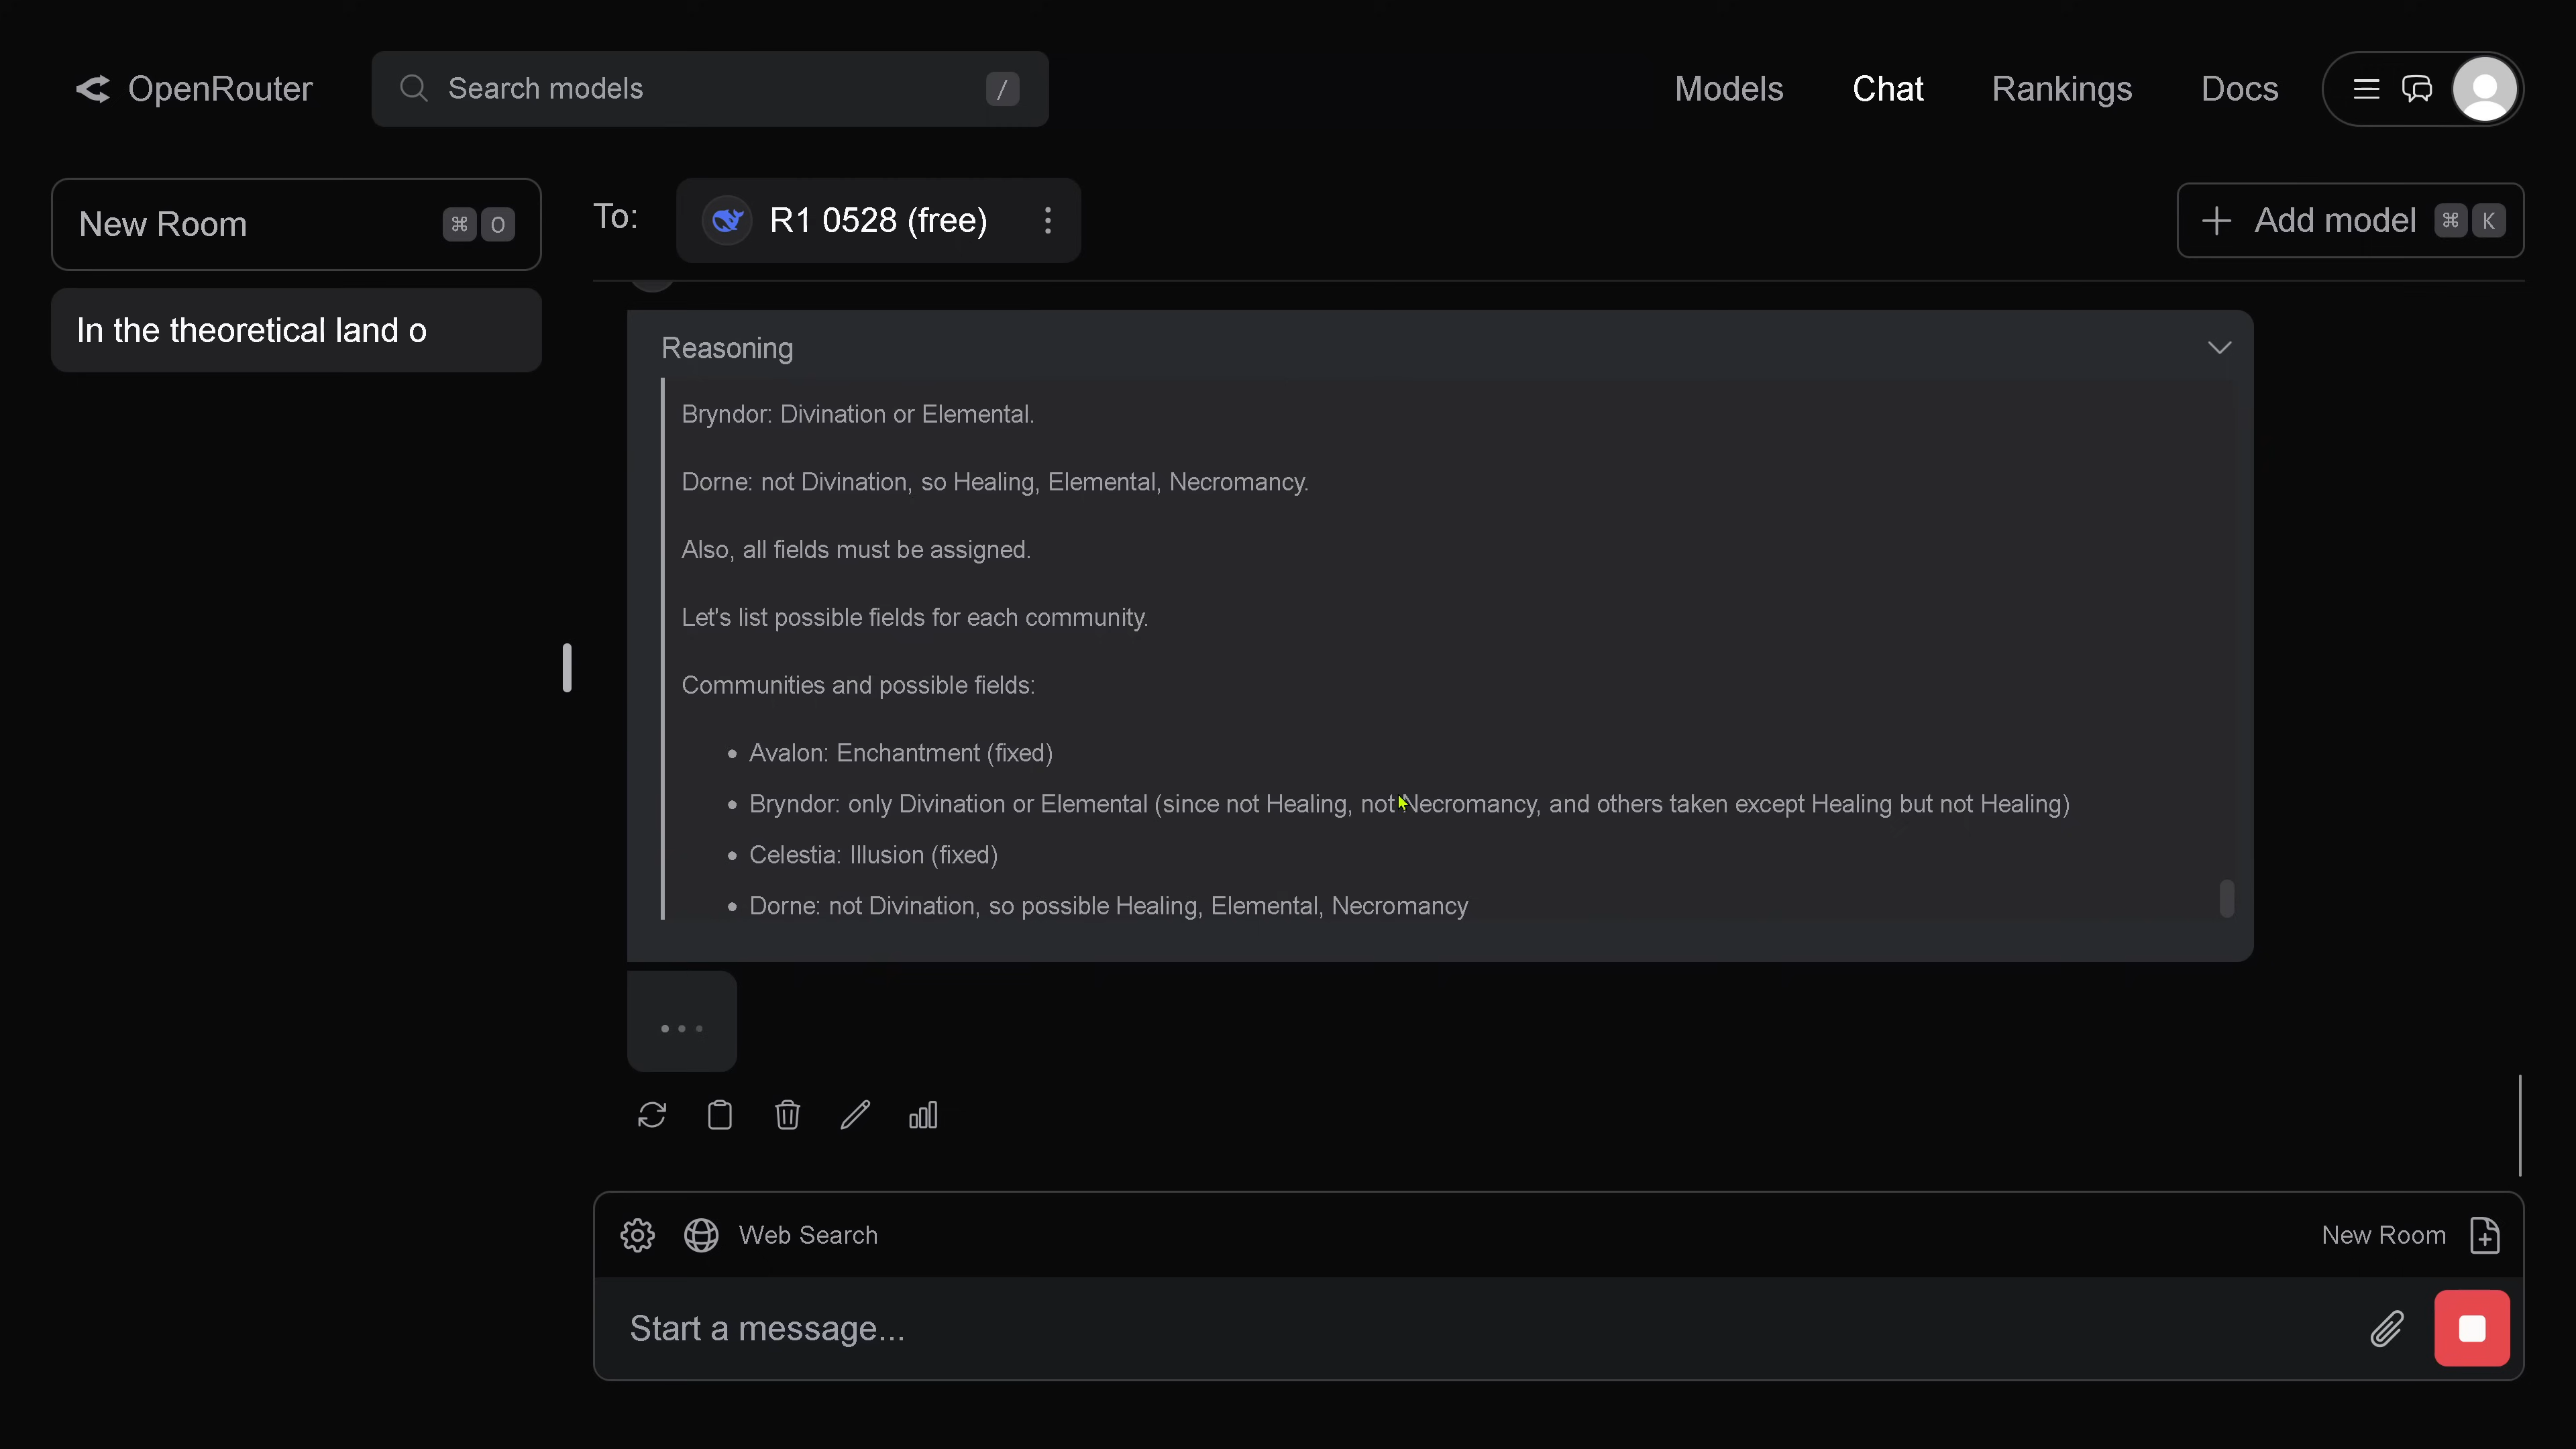 OpenRouter
Search models
/
Models
Chat
Rankings
Docs
New Room
⌘ O
To:
R1 0528 (free)
Add model
⌘ K
In the theoretical land o
Reasoning
Bryndor: Divination or Elemental.
Dorne: not Divination, so Healing, Elemental, Necromancy.
Also, all fields must be assigned.
Let's list possible fields for each community.
Communities and possible fields:
• Avalon: Enchantment (fixed)
• Bryndor: only Divination or Elemental (since not Healing, not Necromancy, and others taken except Healing but not Healing)
• Celestia: Illusion (fixed)
• Dorne: not Divination, so possible Healing, Elemental, Necromancy
Web Search
New Room
Start a message...